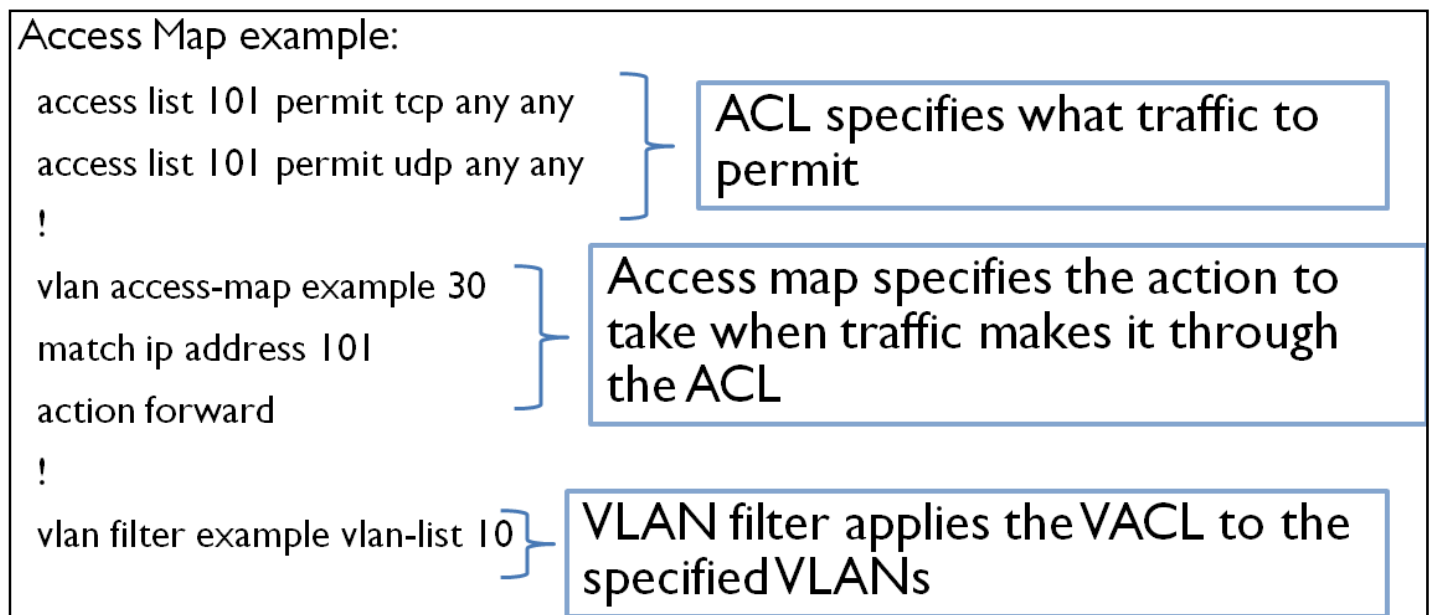 Access Map example:
access list 101 permit tcp any any
access list 101 permit udp any any
!
ACL specifies what traffic to
permit
vlan access-map example 30
match ip address 101
action forward
!
Access map specifies the action to
take when traffic makes it through
the ACL
vlan filter example vlan-list 10
VLAN filter applies the VACL to the
specified VLANs